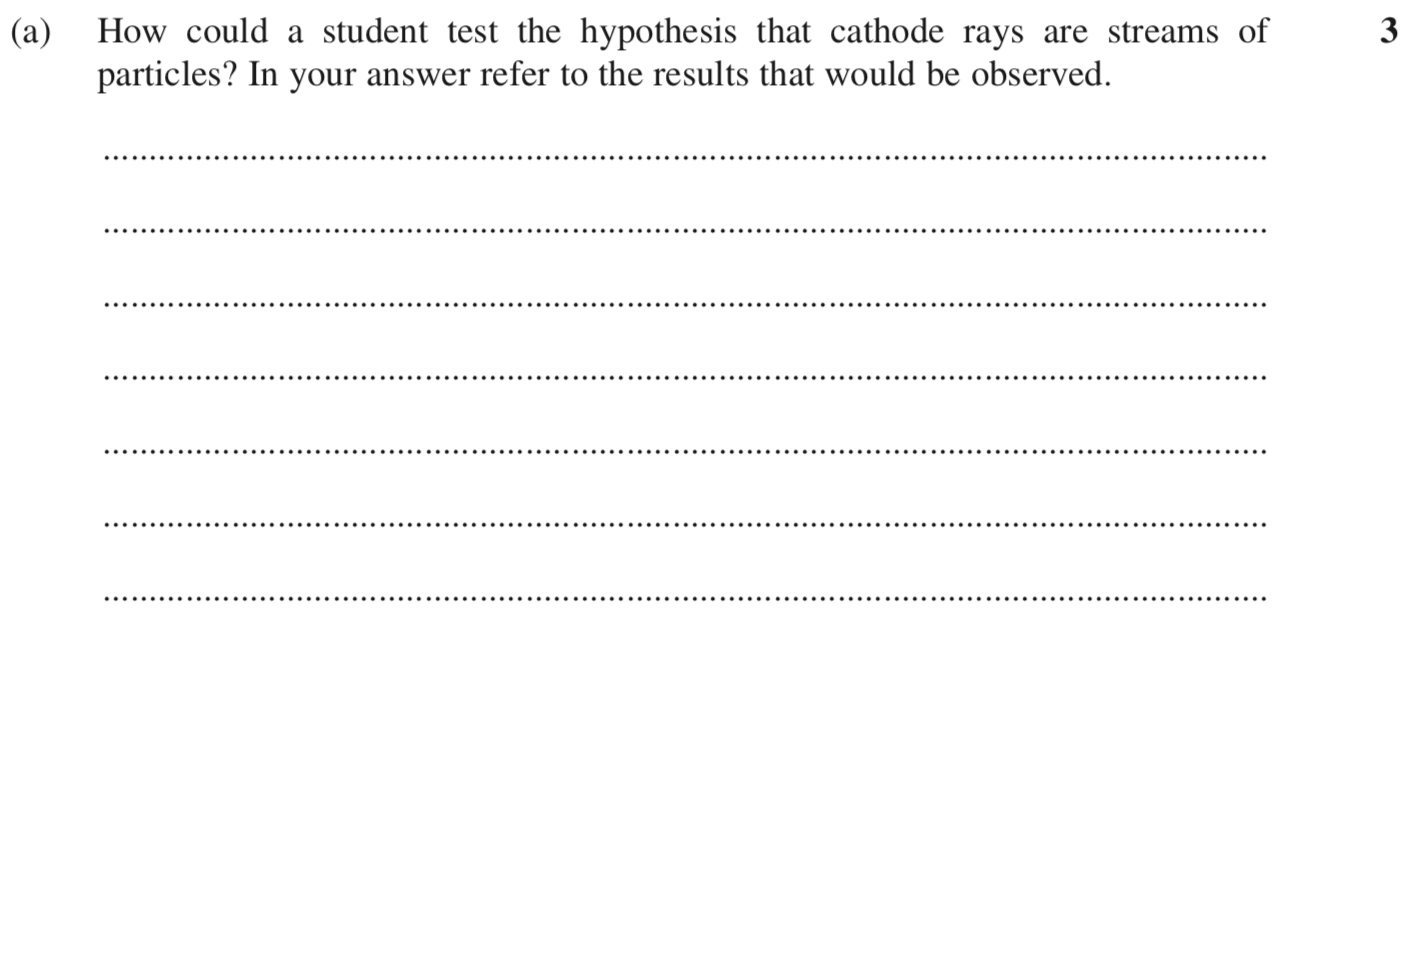 (a) How could a student test the hypothesis that cathode rays are streams of 3
particles? In your answer refer to the results that would be observed.